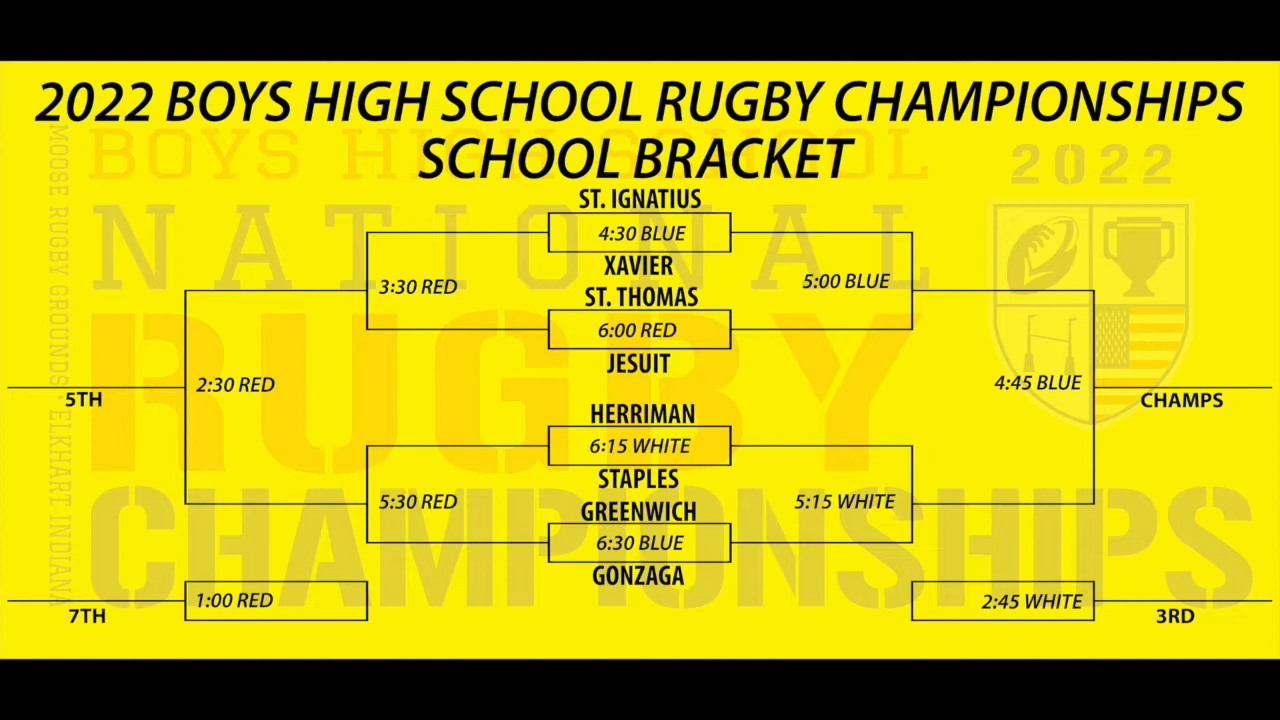 2022 BOYS HIGH SCHOOL RUGBY CHAMPIONSHIPS
SCHOOL BRACKET
BOYS HIGH SCHOOL
2022
NATIONAL
RUGBY
CHAMPIONSHIPS
MOOSE RUGBY GROUNDS · ELKHART INDIANA
ST. IGNATIUS
4:30 BLUE
XAVIER
3:30 RED
5:00 BLUE
ST. THOMAS
6:00 RED
JESUIT
2:30 RED
4:45 BLUE
5TH
CHAMPS
HERRIMAN
6:15 WHITE
STAPLES
5:30 RED
5:15 WHITE
GREENWICH
6:30 BLUE
GONZAGA
1:00 RED
2:45 WHITE
7TH
3RD